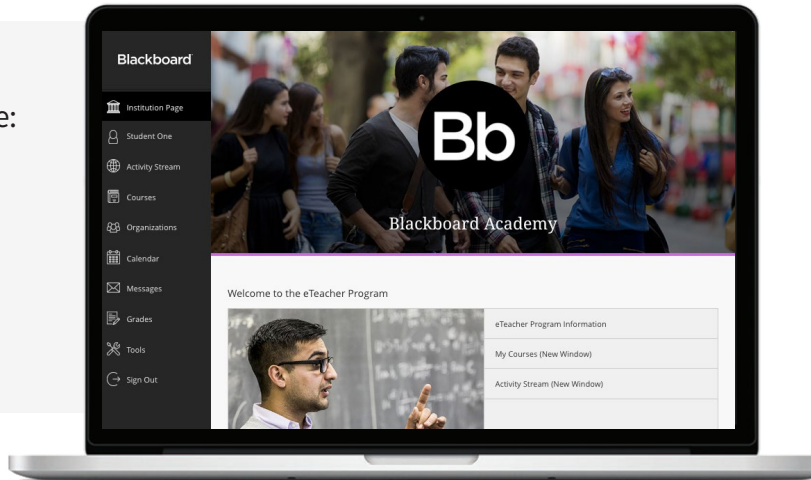 e:
Blackboard
Institution Page
Student One
Activity Stream
Courses
Organizations
Calendar
Messages
Grades
Tools
Sign Out
Bb
Blackboard Academy
Welcome to the eTeacher Program
eTeacher Program Information
My Courses (New Window)
Activity Stream (New Window)